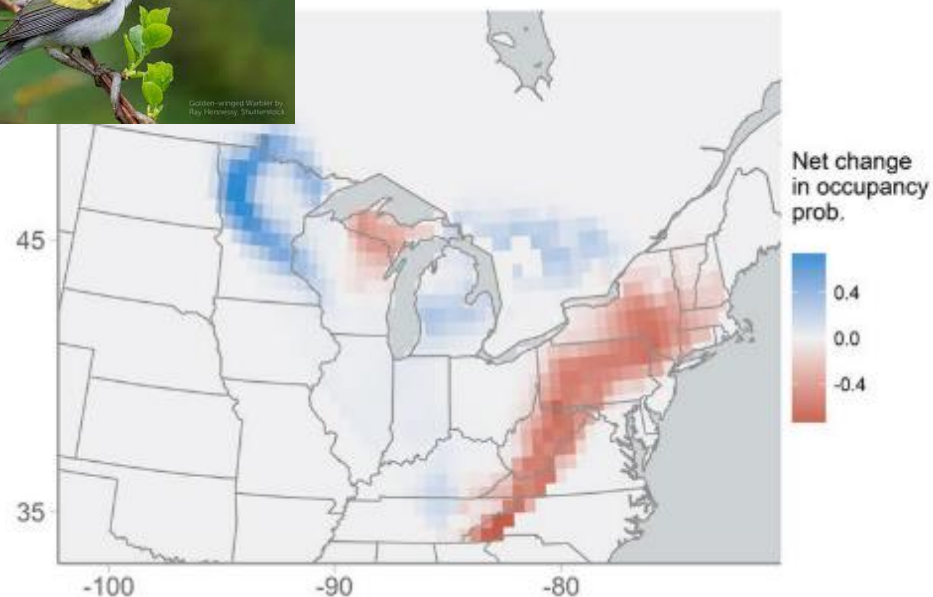 Golden-winged Warbler by
Ray Hennessy, Shutterstock
Net change
in occupancy
prob.
0.4
0.0
-0.4
45
35
-100
-90
-80